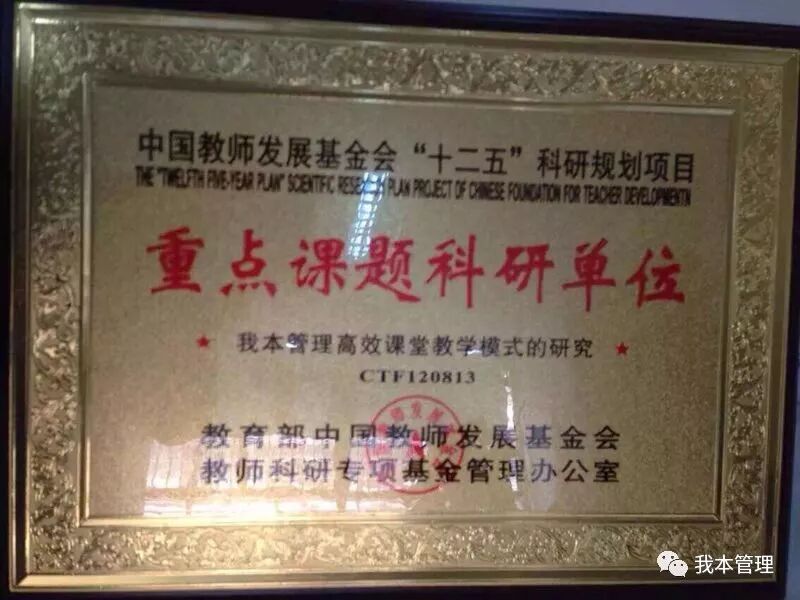 中国教师发展基金会“十二五”科研规划项目
THE "TWELFTH FIVE-YEAR PLAN" SCIENTIFIC RESEARCH PLAN PROJECT OF CHINESE FOUNDATION FOR TEACHER DEVELOPMENTN
重点课题科研单位
★ 我本管理高效课堂教学模式的研究 ★
CTF120813
教育部中国教师发展基金会
教师科研专项基金管理办公室
我本管理